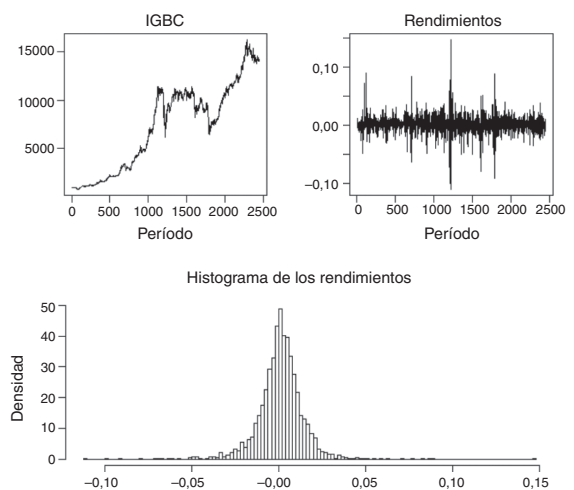 IGBC
15000
10000
5000
0 500 1000 1500 2000 2500
Período
Rendimientos
0,10
0,00
–0,10
0 500 1000 1500 2000 2500
Período
Histograma de los rendimientos
Densidad
50
40
30
20
10
0
–0,10 –0,05 –0,00 0,05 0,10 0,15